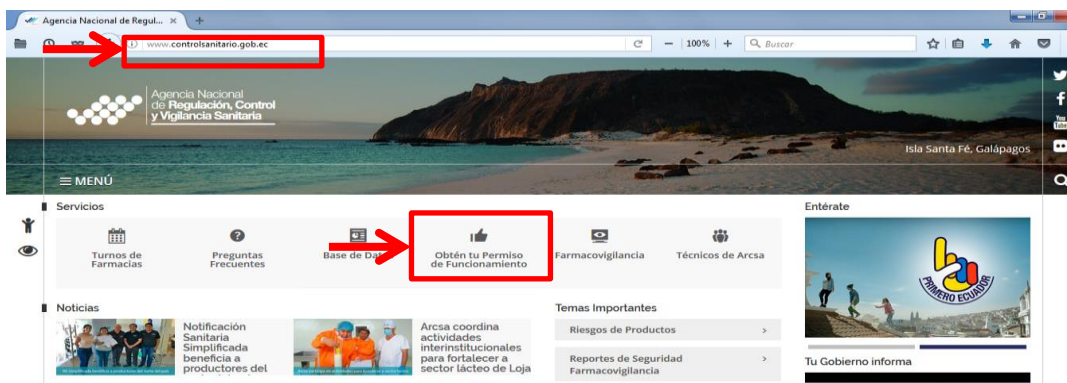 Agencia Nacional de Regul...
www.controlsanitario.gob.ec
100%
Buscar
Agencia Nacional
de Regulación, Control
y Vigilancia Sanitaria
Isla Santa Fé, Galápagos
You
Tube
MENÚ
Servicios
Turnos de
Farmacias
Preguntas
Frecuentes
Base de Dat
Obtén tu Permiso
de Funcionamiento
Farmacovigilancia
Técnicos de Arcsa
Noticias
Notificación
Sanitaria
Simplificada
beneficia a
productores del
Arcsa coordina
actividades
interinstitucionales
para fortalecer a
sector lácteo de Loja
Temas Importantes
Riesgos de Productos
Reportes de Seguridad
Farmacovigilancia
Entérate
PRIMERO ECUADOR
Tu Gobierno informa